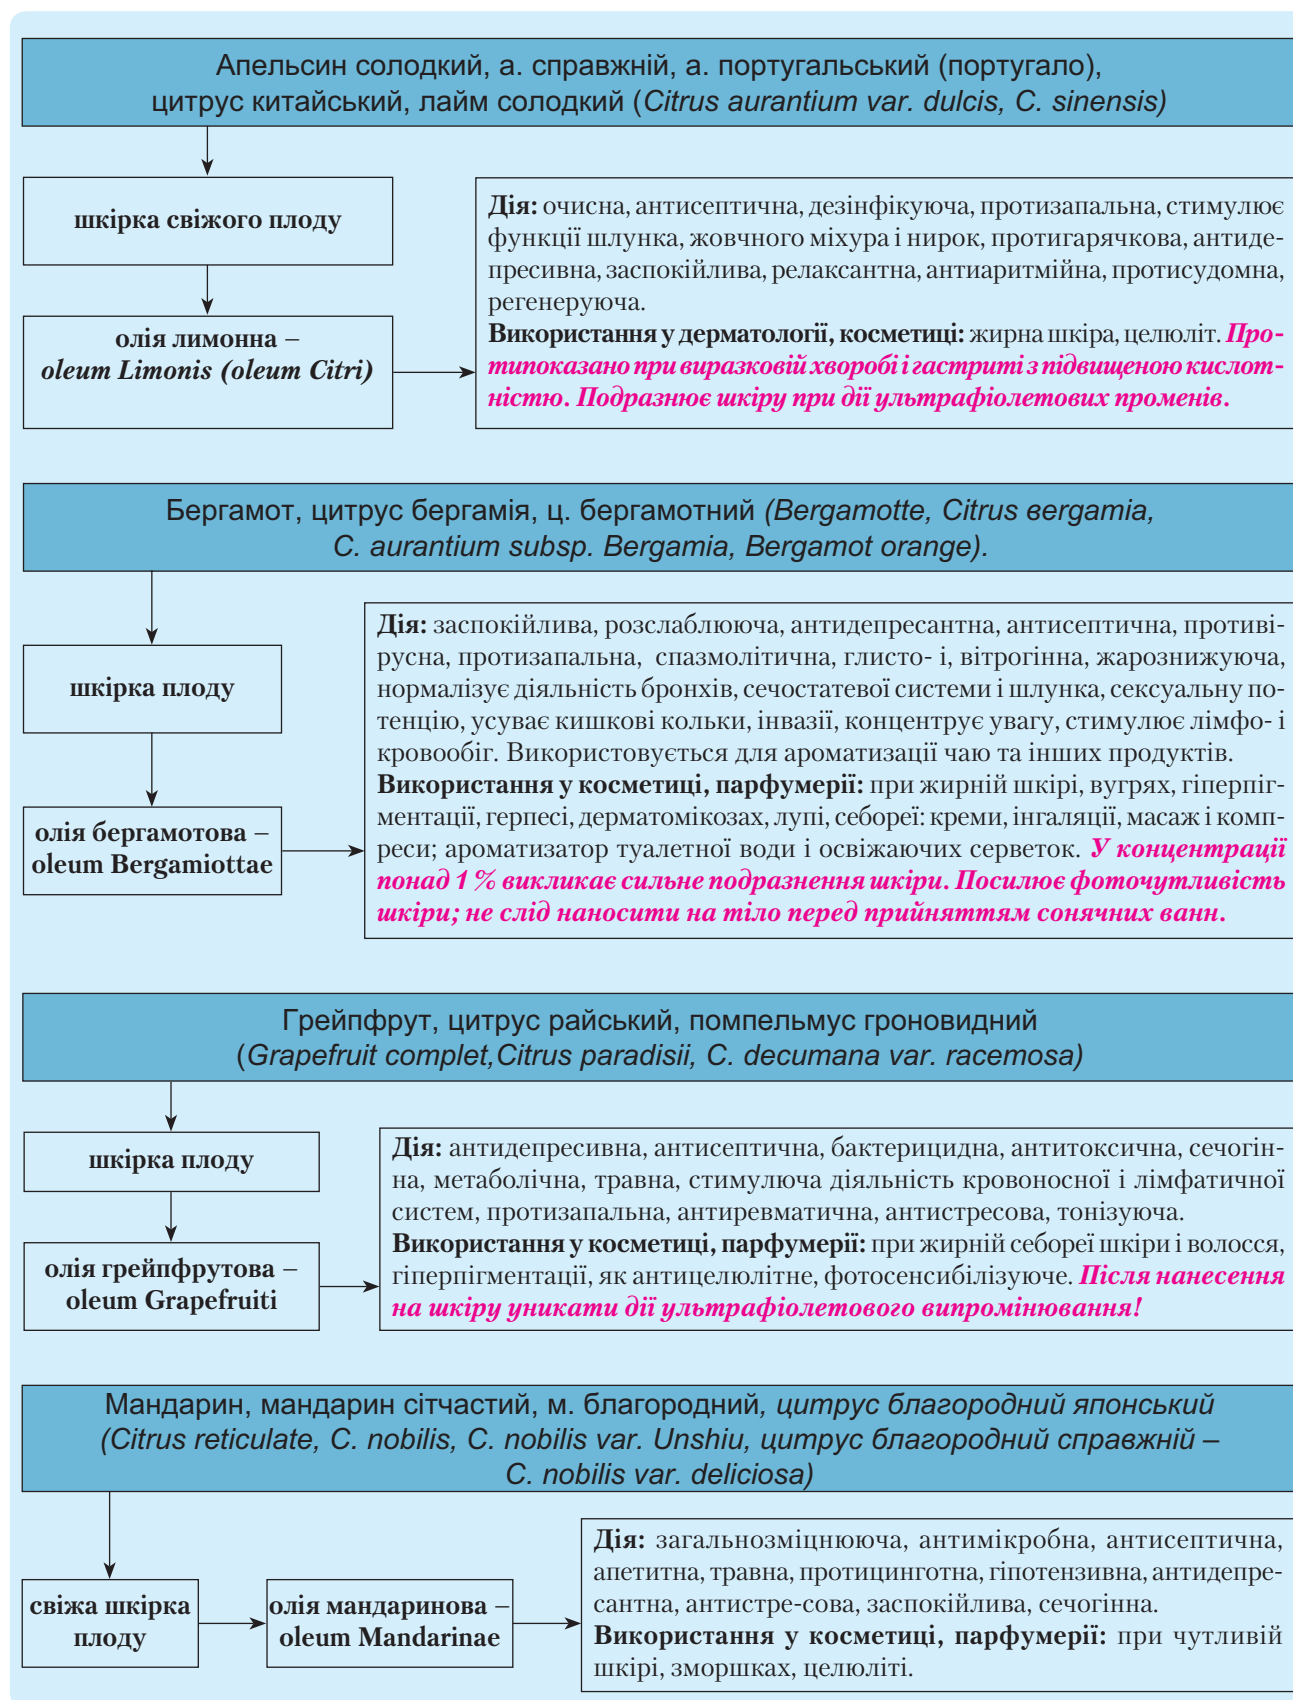 Апельсин солодкий, а. справжній, а. португальський (португало),
цитрус китайський, лайм солодкий (Citrus aurantium var. dulcis, C. sinensis)
шкірка свіжого плоду
олія лимонна –
oleum Limonis (oleum Citri)
Дія: очисна, антисептична, дезінфікуюча, протизапальна, стимулює
функції шлунка, жовчного міхура і нирок, протигарячкова, антиде-
пресивна, заспокійлива, релаксантна, антиаритмійна, протисудомна,
регенеруюча.
Використання у дерматології, косметиці: жирна шкіра, целюліт. Про-
типоказано при виразковій хворобі і гастриті з підвищеною кислот-
ністю. Подразнює шкіру при дії ультрафіолетових променів.
Бергамот, цитрус бергамія, ц. бергамотний (Bergamotte, Citrus вergamia,
C. aurantium subsp. Bergamia, Bergamot orange).
шкірка плоду
олія бергамотова –
oleum Bergamiottae
Дія: заспокійлива, розслаблююча, антидепресантна, антисептична, противі-
русна, протизапальна, спазмолітична, глисто- і, вітрогінна, жарознижуюча,
нормалізує діяльність бронхів, сечостатевої системи і шлунка, сексуальну по-
тенцію, усуває кишкові кольки, інвазії, концентрує увагу, стимулює лімфо- і
кровообіг. Використовується для ароматизації чаю та інших продуктів.
Використання у косметиці, парфумерії: при жирній шкірі, вугрях, гіперпіг-
ментації, герпесі, дерматомікозах, лупі, себореї: креми, інгаляції, масаж і комп-
реси; ароматизатор туалетної води і освіжаючих серветок. У концентрації
понад 1 % викликає сильне подразнення шкіри. Посилює фоточутливість
шкіри; не слід наносити на тіло перед прийняттям сонячних ванн.
Грейпфрут, цитрус райський, помпельмус гроновидний
(Grapefruit complet,Citrus paradisii, C. decumana var. racemosa)
шкірка плоду
олія грейпфрутова –
oleum Grapefruiti
Дія: антидепресивна, антисептична, бактерицидна, антитоксична, сечогін-
на, метаболічна, травна, стимулююча діяльність кровоносної і лімфатичної
систем, протизапальна, антиревматична, антистресова, тонізуюча.
Використання у косметиці, парфумерії: при жирній себореї шкіри і волосся,
гіперпігментації, як антицелюлітне, фотосенсибілізуюче. Після нанесення
на шкіру уникати дії ультрафіолетового випромінювання!
Мандарин, мандарин сітчастий, м. благородний, цитрус благородний японський
(Citrus reticulate, C. nobilis, C. nobilis var. Unshiu, цитрус благородний справжній –
C. nobilis var. deliciosa)
свіжа шкірка
плоду
олія мандаринова –
oleum Mandarinae
Дія: загальнозміцнююча, антимікробна, антисептична,
апетитна, травна, протицинготна, гіпотензивна, антидепре-
сантна, антистре-сова, заспокійлива, сечогінна.
Використання у косметиці, парфумерії: при чутливій
шкірі, зморшках, целюліті.